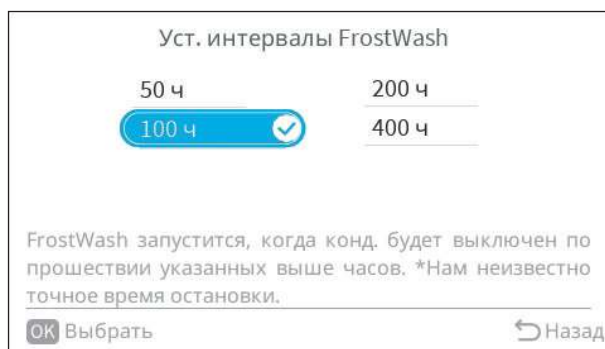 Уст. интервалы FrostWash
50 ч 200 ч
100 ч 400 ч
FrostWash запустится, когда конд. будет выключен по
прошествии указанных выше часов. *Нам неизвестно
точное время остановки.
OK Выбрать Назад